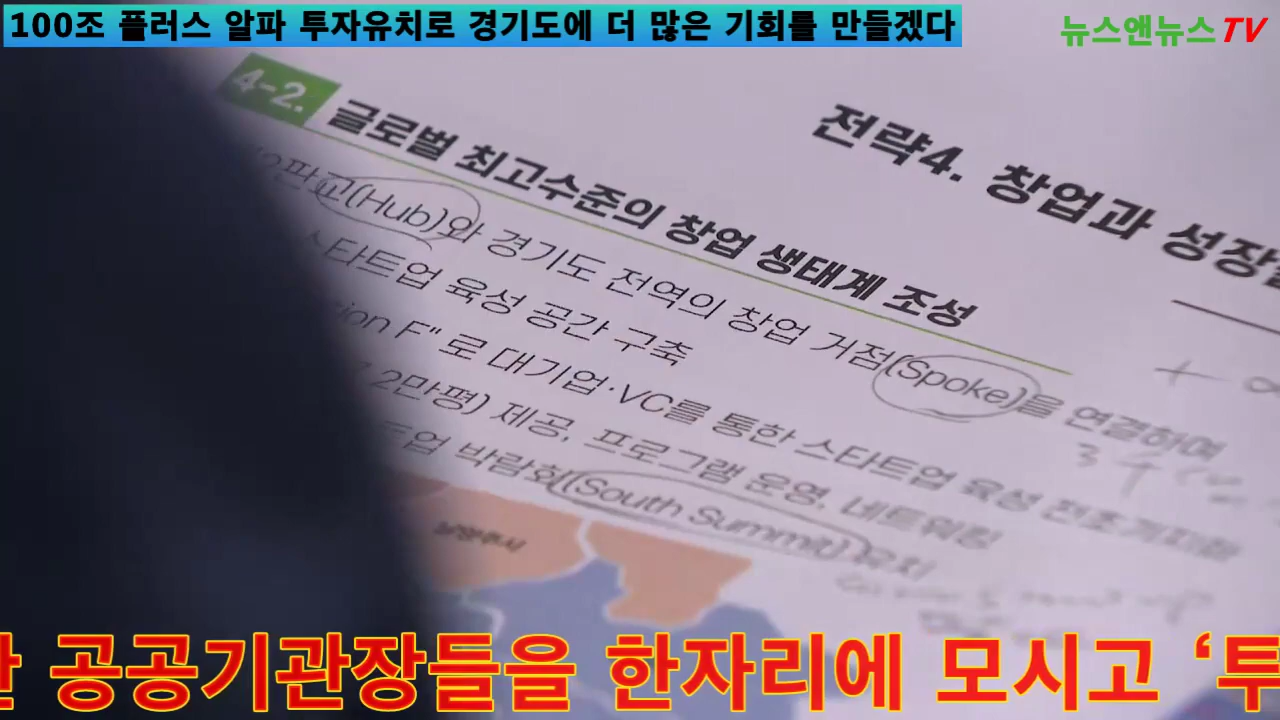 100조 플러스 알파 투자유치로 경기도에 더 많은 기회를 만들겠다
뉴스앤뉴스TV
전략4. 창업과 성장
4-2. 글로벌 최고수준의 창업 생태계 조성
판교(Hub)와 경기도 전역의 창업 거점(Spoke)을 연결하며
스타트업 육성 공간 구축
F" 로 대기업·VC를 통한 스타트업 육성 전초기지화
2만평) 제공, 프로그램 운영, 네트워킹
업 박람회(South Summit) 유치
남양주시
공공기관장들을 한자리에 모시고 ‘투